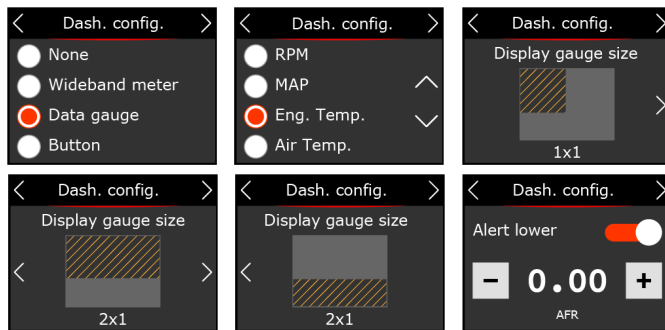 Dash. config.
None
Wideband meter
Data gauge
Button
Dash. config.
RPM
MAP
Eng. Temp.
Air Temp.
Dash. config.
Display gauge size
1x1
Dash. config.
Display gauge size
2x1
Dash. config.
Display gauge size
2x1
Dash. config.
Alert lower
− 0.00 +
AFR